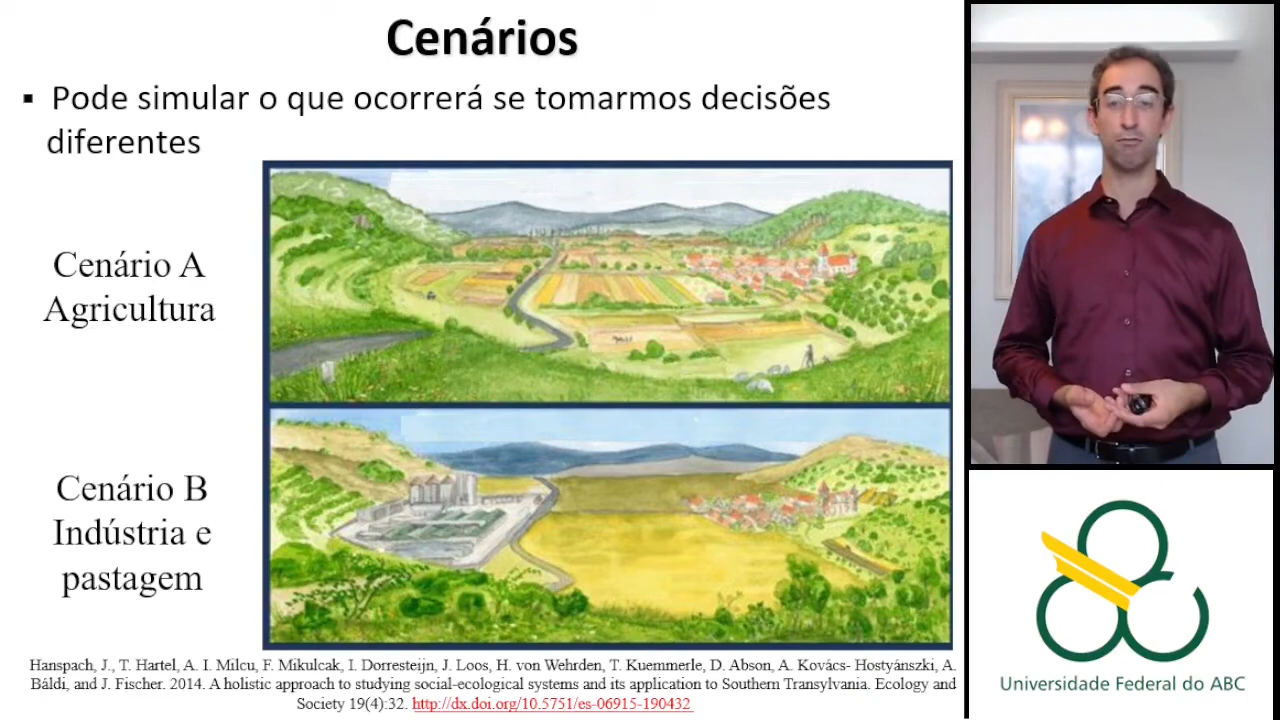 Cenários
▪ Pode simular o que ocorrerá se tomarmos decisões
diferentes
Cenário A
Agricultura
Cenário B
Indústria e
pastagem
Hanspach, J., T. Hartel, A. I. Milcu, F. Mikulcak, I. Dorresteijn, J. Loos, H. von Wehrden, T. Kuemmerle, D. Abson, A. Kovács- Hostyánszki, A.
Báldi, and J. Fischer. 2014. A holistic approach to studying social-ecological systems and its application to Southern Transylvania. Ecology and
Society 19(4):32. http://dx.doi.org/10.5751/es-06915-190432
Universidade Federal do ABC